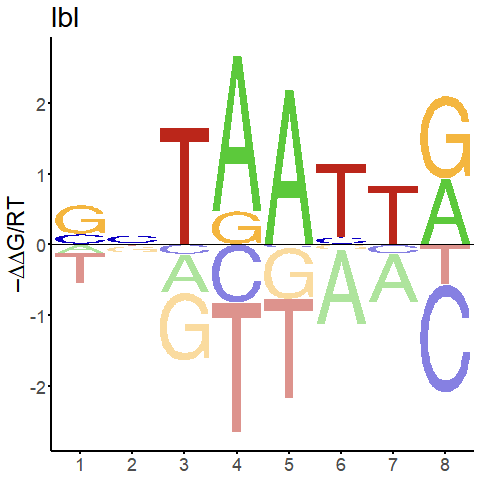 lbl
−ΔΔG/RT
2
1
0
-1
-2
G C A T
C G
T C A G
A G C T
A G T
T C G A
T C A
G A T C
1 2 3 4 5 6 7 8